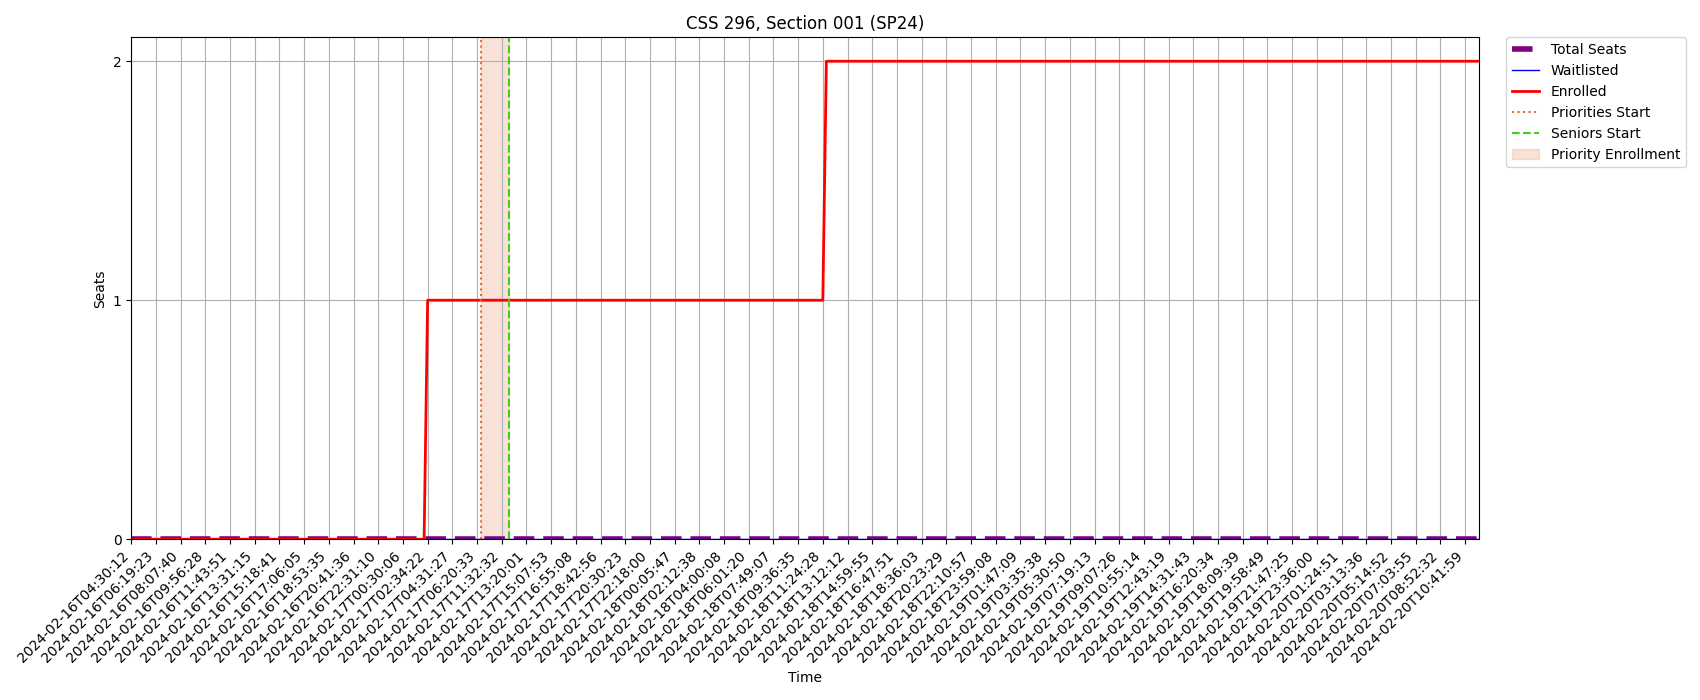 CSS 296, Section 001 (SP24)
Seats
2
1
0
2024-02-16T04:30:12
2024-02-16T06:19:23
2024-02-16T08:07:40
2024-02-16T09:56:28
2024-02-16T11:43:51
2024-02-16T13:31:15
2024-02-16T15:18:41
2024-02-16T17:06:05
2024-02-16T18:53:35
2024-02-16T20:41:36
2024-02-16T22:31:10
2024-02-17T00:30:06
2024-02-17T02:34:22
2024-02-17T04:31:27
2024-02-17T06:20:33
2024-02-17T11:32:32
2024-02-17T13:20:01
2024-02-17T15:07:53
2024-02-17T16:55:08
2024-02-17T18:42:56
2024-02-17T20:30:23
2024-02-17T22:18:00
2024-02-18T00:05:47
2024-02-18T02:12:38
2024-02-18T04:00:08
2024-02-18T06:01:20
2024-02-18T07:49:07
2024-02-18T09:36:35
2024-02-18T11:24:28
2024-02-18T13:12:12
2024-02-18T14:59:55
2024-02-18T16:47:51
2024-02-18T18:36:03
2024-02-18T20:23:29
2024-02-18T22:10:57
2024-02-18T23:59:08
2024-02-19T01:47:09
2024-02-19T03:35:38
2024-02-19T05:30:50
2024-02-19T07:19:13
2024-02-19T09:07:26
2024-02-19T10:55:14
2024-02-19T12:43:19
2024-02-19T14:31:43
2024-02-19T16:20:34
2024-02-19T18:09:39
2024-02-19T19:58:49
2024-02-19T21:47:25
2024-02-19T23:36:00
2024-02-20T01:24:51
2024-02-20T03:13:36
2024-02-20T05:14:52
2024-02-20T07:03:55
2024-02-20T08:52:32
2024-02-20T10:41:59
Time
Total Seats
Waitlisted
Enrolled
Priorities Start
Seniors Start
Priority Enrollment